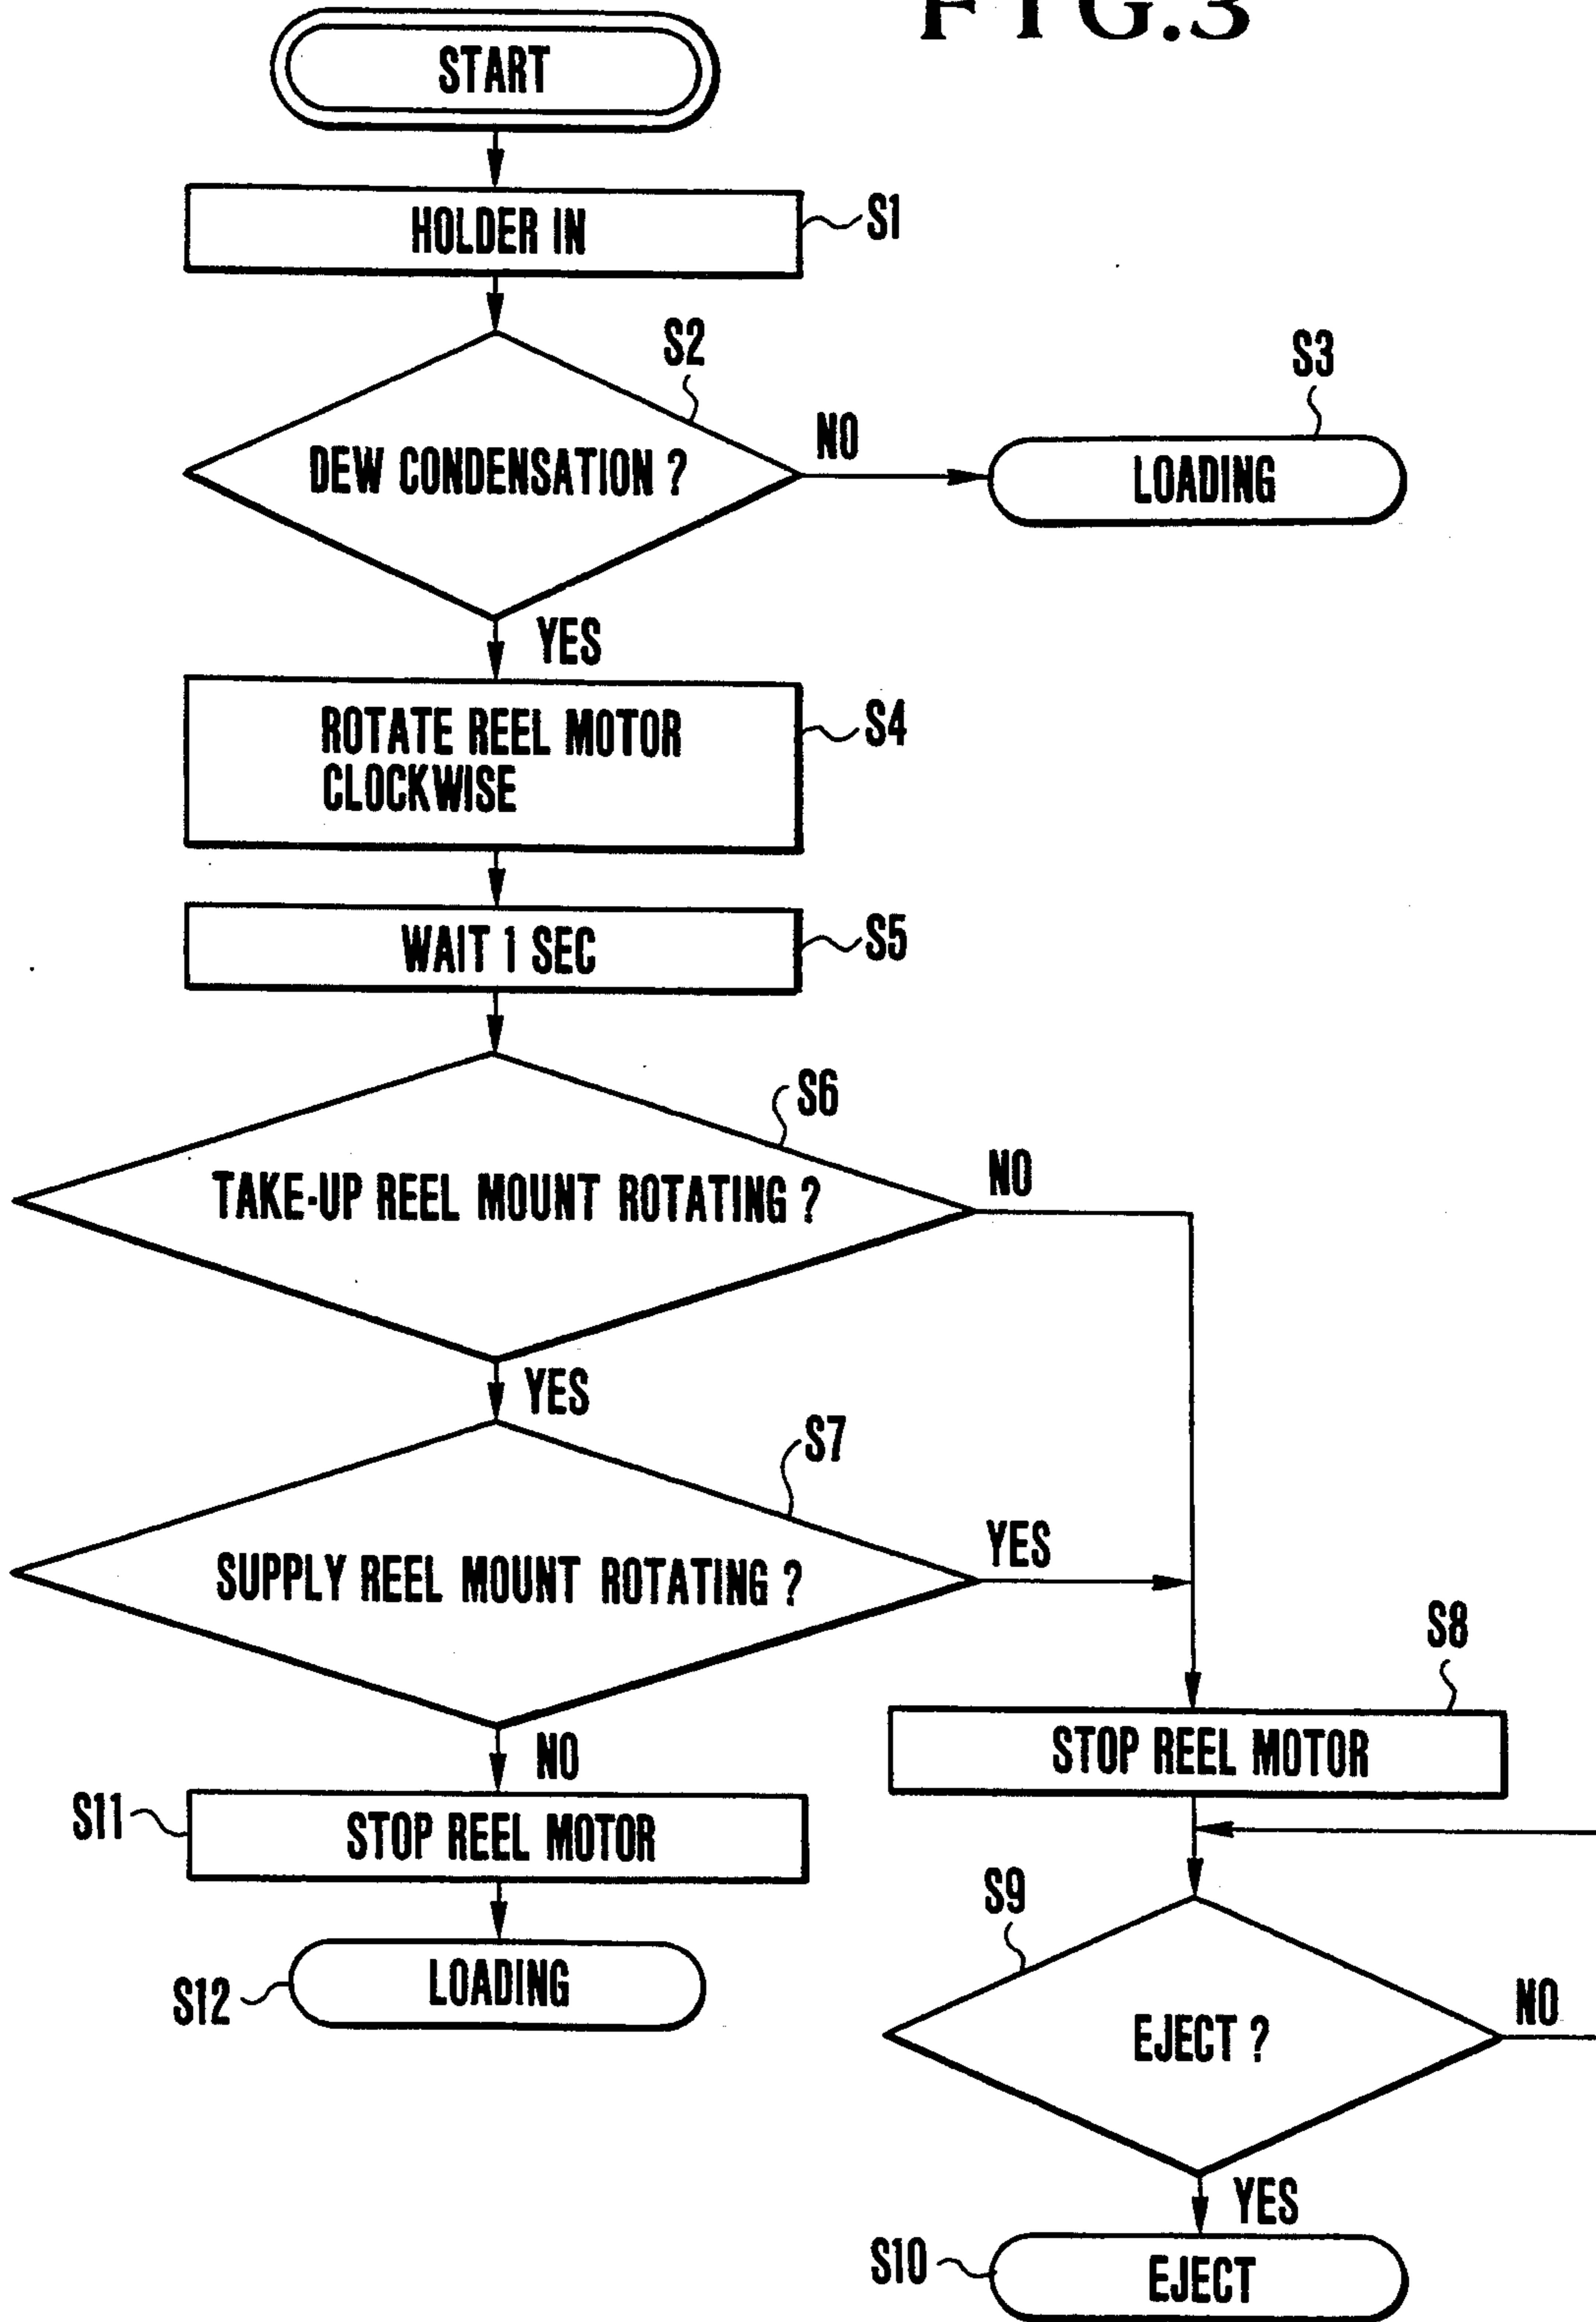 FIG.3
START
HOLDER IN
S1
S2
DEW CONDENSATION ?
NO
S3
LOADING
YES
ROTATE REEL MOTOR
CLOCKWISE
S4
WAIT 1 SEC
S5
S6
TAKE-UP REEL MOUNT ROTATING ?
NO
YES
S7
SUPPLY REEL MOUNT ROTATING ?
YES
NO
S8
STOP REEL MOTOR
S11
STOP REEL MOTOR
S12
LOADING
S9
EJECT ?
NO
YES
S10
EJECT